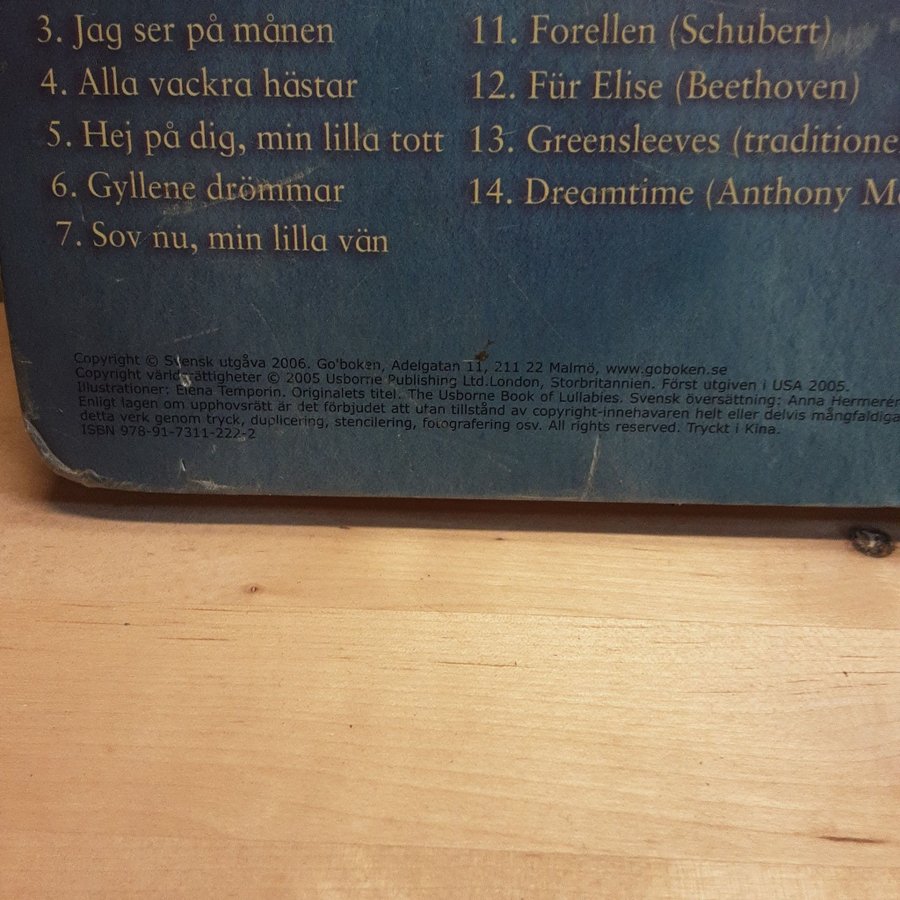 3. Jag ser på månen
4. Alla vackra hästar
5. Hej på dig, min lilla tott
6. Gyllene drömmar
7. Sov nu, min lilla vän
11. Forellen (Schubert)
12. Für Elise (Beethoven)
13. Greensleeves (traditione
14. Dreamtime (Anthony M
Copyright © Svensk utgåva 2006. Go'boken, Adelgatan 11, 211 22 Malmö, www.goboken.se
Copyright världsrättigheter © 2005 Usborne Publishing Ltd.London, Storbritannien. Först utgiven i USA 2005.
Illustrationer: Elena Temporin. Originalets titel. The Usborne Book of Lullabies. Svensk översättning: Anna Hermerén
Enligt lagen om upphovsrätt är det förbjudet att utan tillstånd av copyright-innehavaren helt eller delvis mångfaldiga
detta verk genom tryck, duplicering, stencilering, fotografering osv. All rights reserved. Tryckt i Kina.
ISBN 978-91-7311-222-2